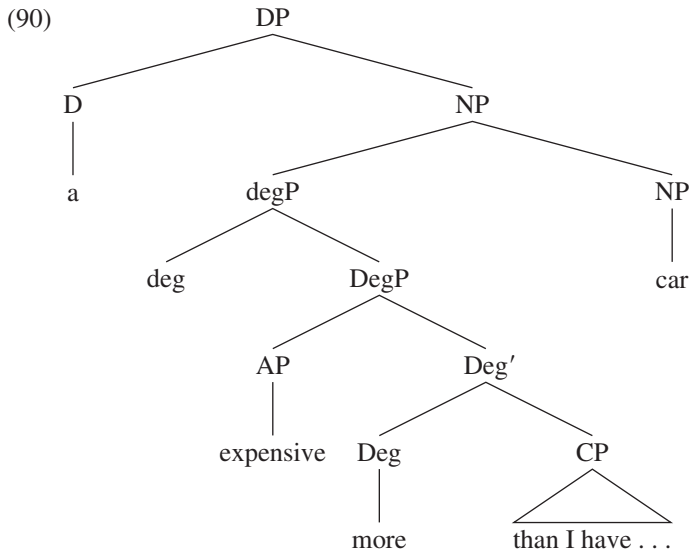 (90) DP
D NP
a degP NP
deg DegP car
AP Deg′
expensive Deg CP
more than I have . . .